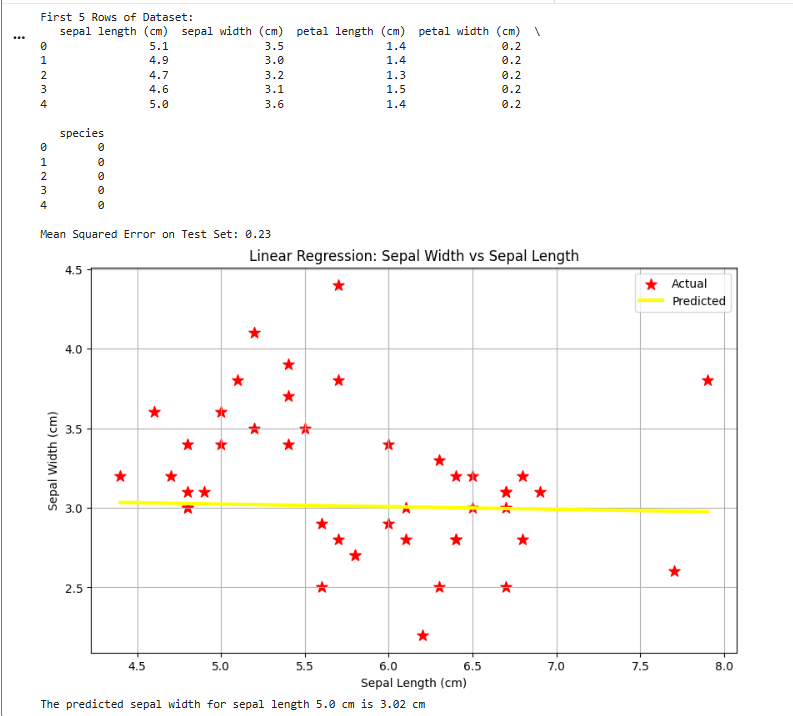 First 5 Rows of Dataset:
   sepal length (cm)  sepal width (cm)  petal length (cm)  petal width (cm)  \
...
0                5.1               3.5                1.4               0.2
1                4.9               3.0                1.4               0.2
2                4.7               3.2                1.3               0.2
3                4.6               3.1                1.5               0.2
4                5.0               3.6                1.4               0.2
   species
0        0
1        0
2        0
3        0
4        0
Mean Squared Error on Test Set: 0.23
Linear Regression: Sepal Width vs Sepal Length
Actual
Predicted
4.5
4.0
3.5
3.0
2.5
Sepal Width (cm)
4.5 5.0 5.5 6.0 6.5 7.0 7.5 8.0
Sepal Length (cm)
The predicted sepal width for sepal length 5.0 cm is 3.02 cm